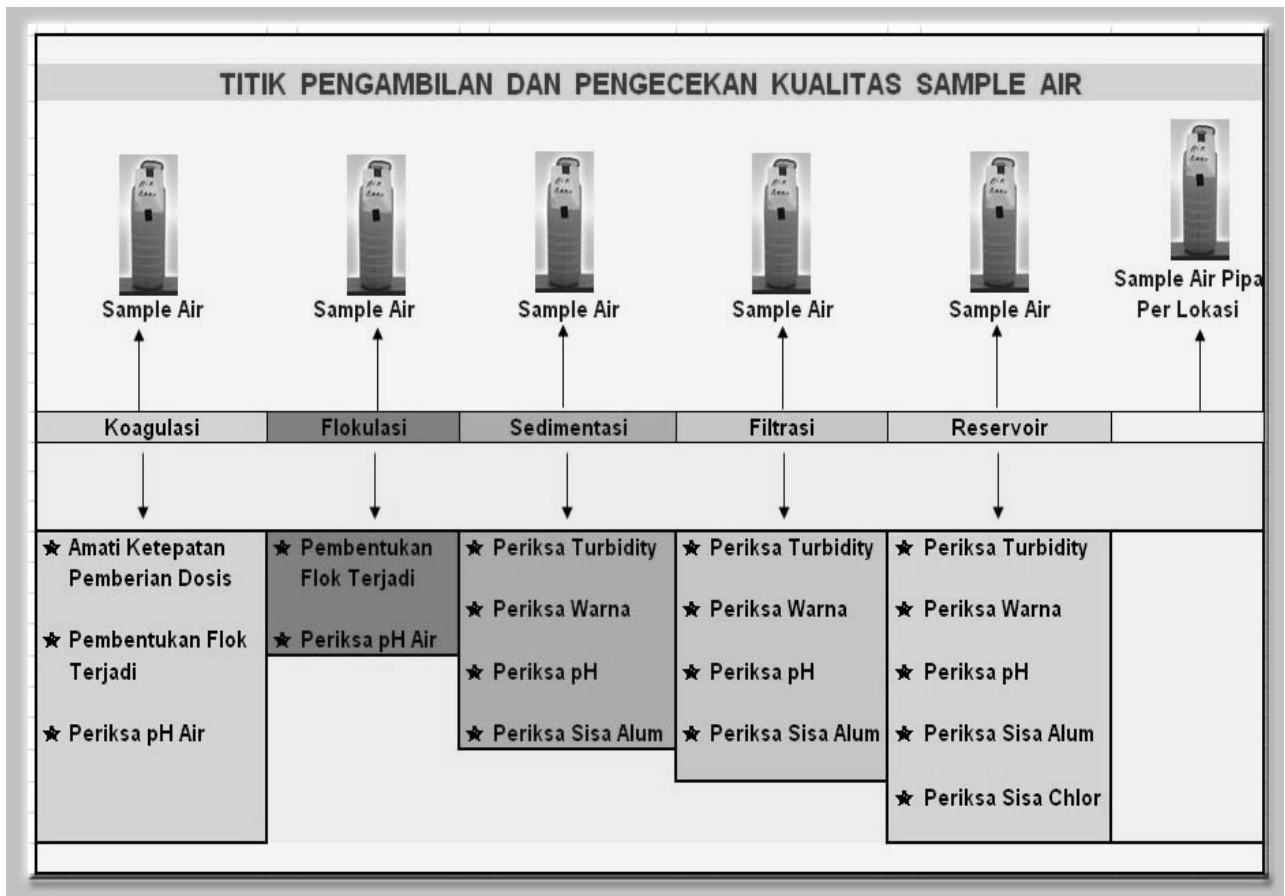 TITIK PENGAMBILAN DAN PENGECEKAN KUALITAS SAMPLE AIR
Sample Air
Sample Air
Sample Air
Sample Air
Sample Air
Sample Air Pipa
Per Lokasi
Koagulasi
Flokulasi
Sedimentasi
Filtrasi
Reservoir
Amati Ketepatan
Pemberian Dosis
Pembentukan Flok
Terjadi
Periksa pH Air
Pembentukan
Flok Terjadi
Periksa pH Air
Periksa Turbidity
Periksa Warna
Periksa pH
Periksa Sisa Alum
Periksa Turbidity
Periksa Warna
Periksa pH
Periksa Sisa Alum
Periksa Turbidity
Periksa Warna
Periksa pH
Periksa Sisa Alum
Periksa Sisa Chlor